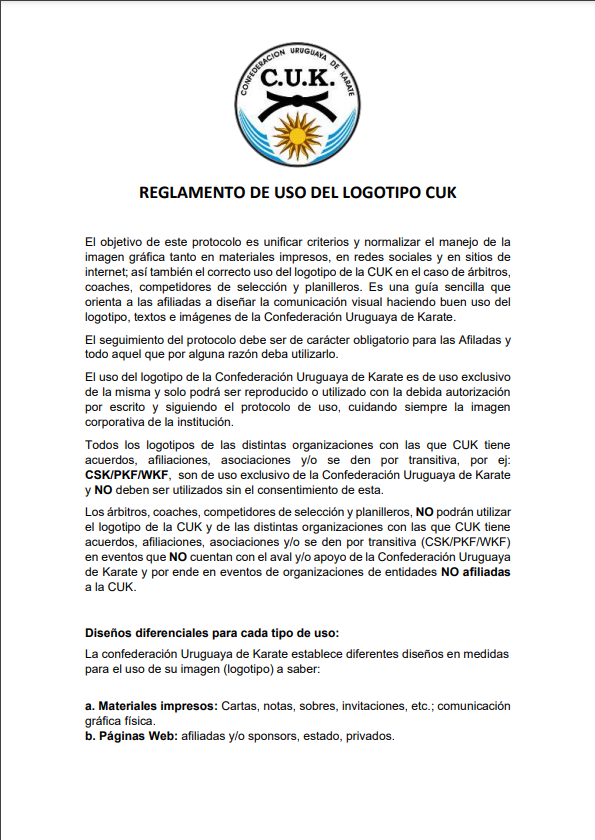 CONFEDERACION URUGUAYA DE KARATE
C.U.K.
REGLAMENTO DE USO DEL LOGOTIPO CUK
El objetivo de este protocolo es unificar criterios y normalizar el manejo de la
imagen gráfica tanto en materiales impresos, en redes sociales y en sitios de
internet; así también el correcto uso del logotipo de la CUK en el caso de árbitros,
coaches, competidores de selección y planilleros. Es una guía sencilla que
orienta a las afiliadas a diseñar la comunicación visual haciendo buen uso del
logotipo, textos e imágenes de la Confederación Uruguaya de Karate.
El seguimiento del protocolo debe ser de carácter obligatorio para las Afiladas y
todo aquel que por alguna razón deba utilizarlo.
El uso del logotipo de la Confederación Uruguaya de Karate es de uso exclusivo
de la misma y solo podrá ser reproducido o utilizado con la debida autorización
por escrito y siguiendo el protocolo de uso, cuidando siempre la imagen
corporativa de la institución.
Todos los logotipos de las distintas organizaciones con las que CUK tiene
acuerdos, afiliaciones, asociaciones y/o se den por transitiva, por ej:
CSK/PKF/WKF, son de uso exclusivo de la Confederación Uruguaya de Karate
y NO deben ser utilizados sin el consentimiento de esta.
Los árbitros, coaches, competidores de selección y planilleros, NO podrán utilizar
el logotipo de la CUK y de las distintas organizaciones con las que CUK tiene
acuerdos, afiliaciones, asociaciones y/o se den por transitiva (CSK/PKF/WKF)
en eventos que NO cuentan con el aval y/o apoyo de la Confederación Uruguaya
de Karate y por ende en eventos de organizaciones de entidades NO afiliadas
a la CUK.
Diseños diferenciales para cada tipo de uso:
La confederación Uruguaya de Karate establece diferentes diseños en medidas
para el uso de su imagen (logotipo) a saber:
a. Materiales impresos: Cartas, notas, sobres, invitaciones, etc.; comunicación
gráfica física.
b. Páginas Web: afiliadas y/o sponsors, estado, privados.